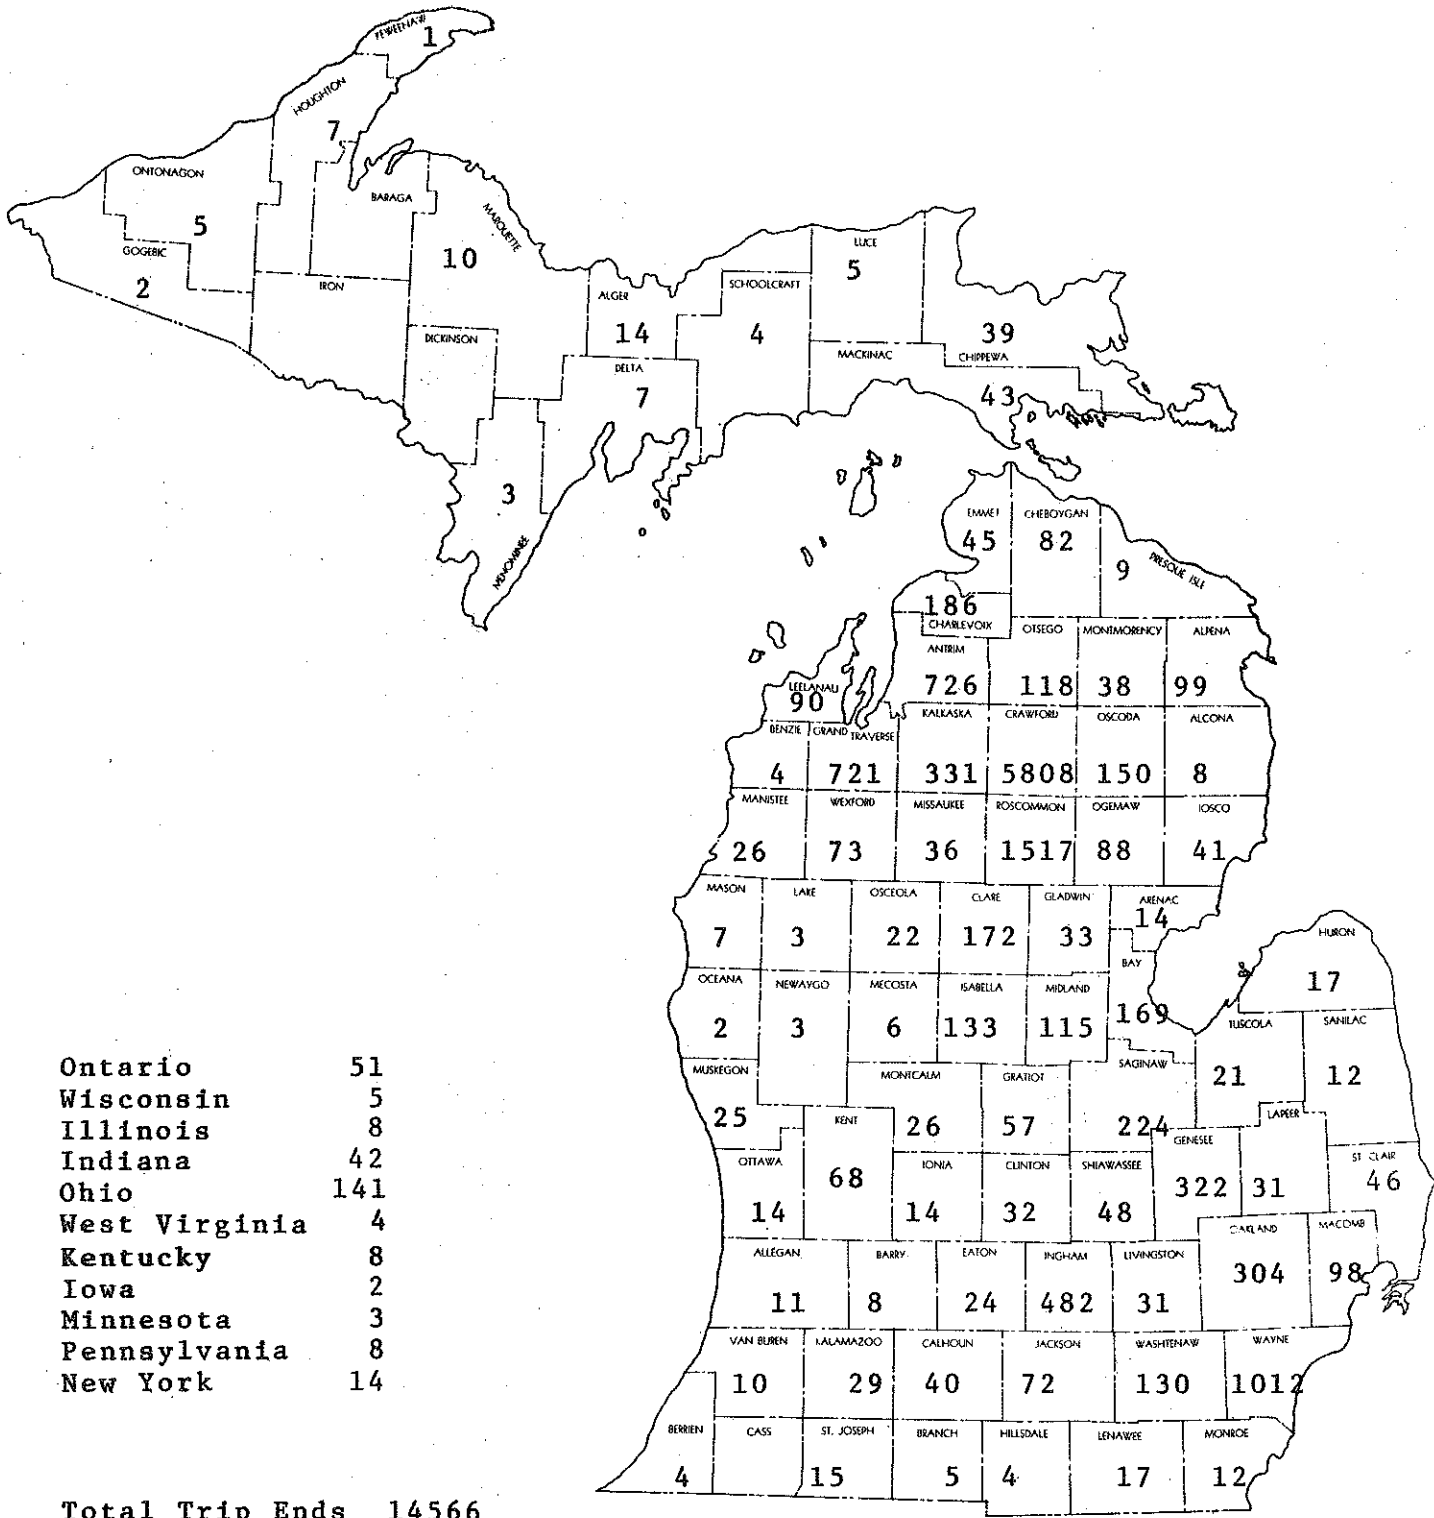 KEWEENAW
1
HOUGHTON
7
ONTONAGON
5
BARAGA
MARQUETTE
10
GOGEBIC
2
IRON
LUCE
5
SCHOOLCRAFT
4
ALGER
14
39
CHIPPEWA
DICKINSON
MACKINAC
43
DELTA
7
3
MENOMINEE
EMMET
45
CHEBOYGAN
82
9
PRESQUE ISLE
186
CHARLEVOIX
OTSEGO
118
MONTMORENCY
38
ALPENA
99
ANTRIM
726
LEELANAU
90
KALKASKA
331
CRAWFORD
5808
OSCODA
150
ALCONA
8
BENZIE
4
GRAND TRAVERSE
721
MANISTEE
26
WEXFORD
73
MISSAUKEE
36
ROSCOMMON
1517
OGEMAW
88
IOSCO
41
MASON
7
LAKE
3
OSCEOLA
22
CLARE
172
GLADWIN
33
ARENAC
14
HURON
17
BAY
169
OCEANA
2
NEWAYGO
3
MECOSTA
6
ISABELLA
133
MIDLAND
115
TUSCOLA
21
SANILAC
12
MUSKEGON
25
MONTCALM
26
GRATIOT
57
SAGINAW
224
KENT
68
LAPEER
31
GENESEE
322
ST. CLAIR
46
OTTAWA
14
IONIA
14
CLINTON
32
SHIAWASSEE
48
OAKLAND
304
MACOMB
98
ALLEGAN
11
BARRY
8
EATON
24
INGHAM
482
LIVINGSTON
31
VAN BUREN
10
KALAMAZOO
29
CALHOUN
40
JACKSON
72
WASHTENAW
130
WAYNE
1012
BERRIEN
4
CASS
ST. JOSEPH
15
BRANCH
5
HILLSDALE
4
LENAWEE
17
MONROE
12
Ontario 51
Wisconsin 5
Illinois 8
Indiana 42
Ohio 141
West Virginia 4
Kentucky 8
Iowa 2
Minnesota 3
Pennsylvania 8
New York 14
Total Trip Ends 14566